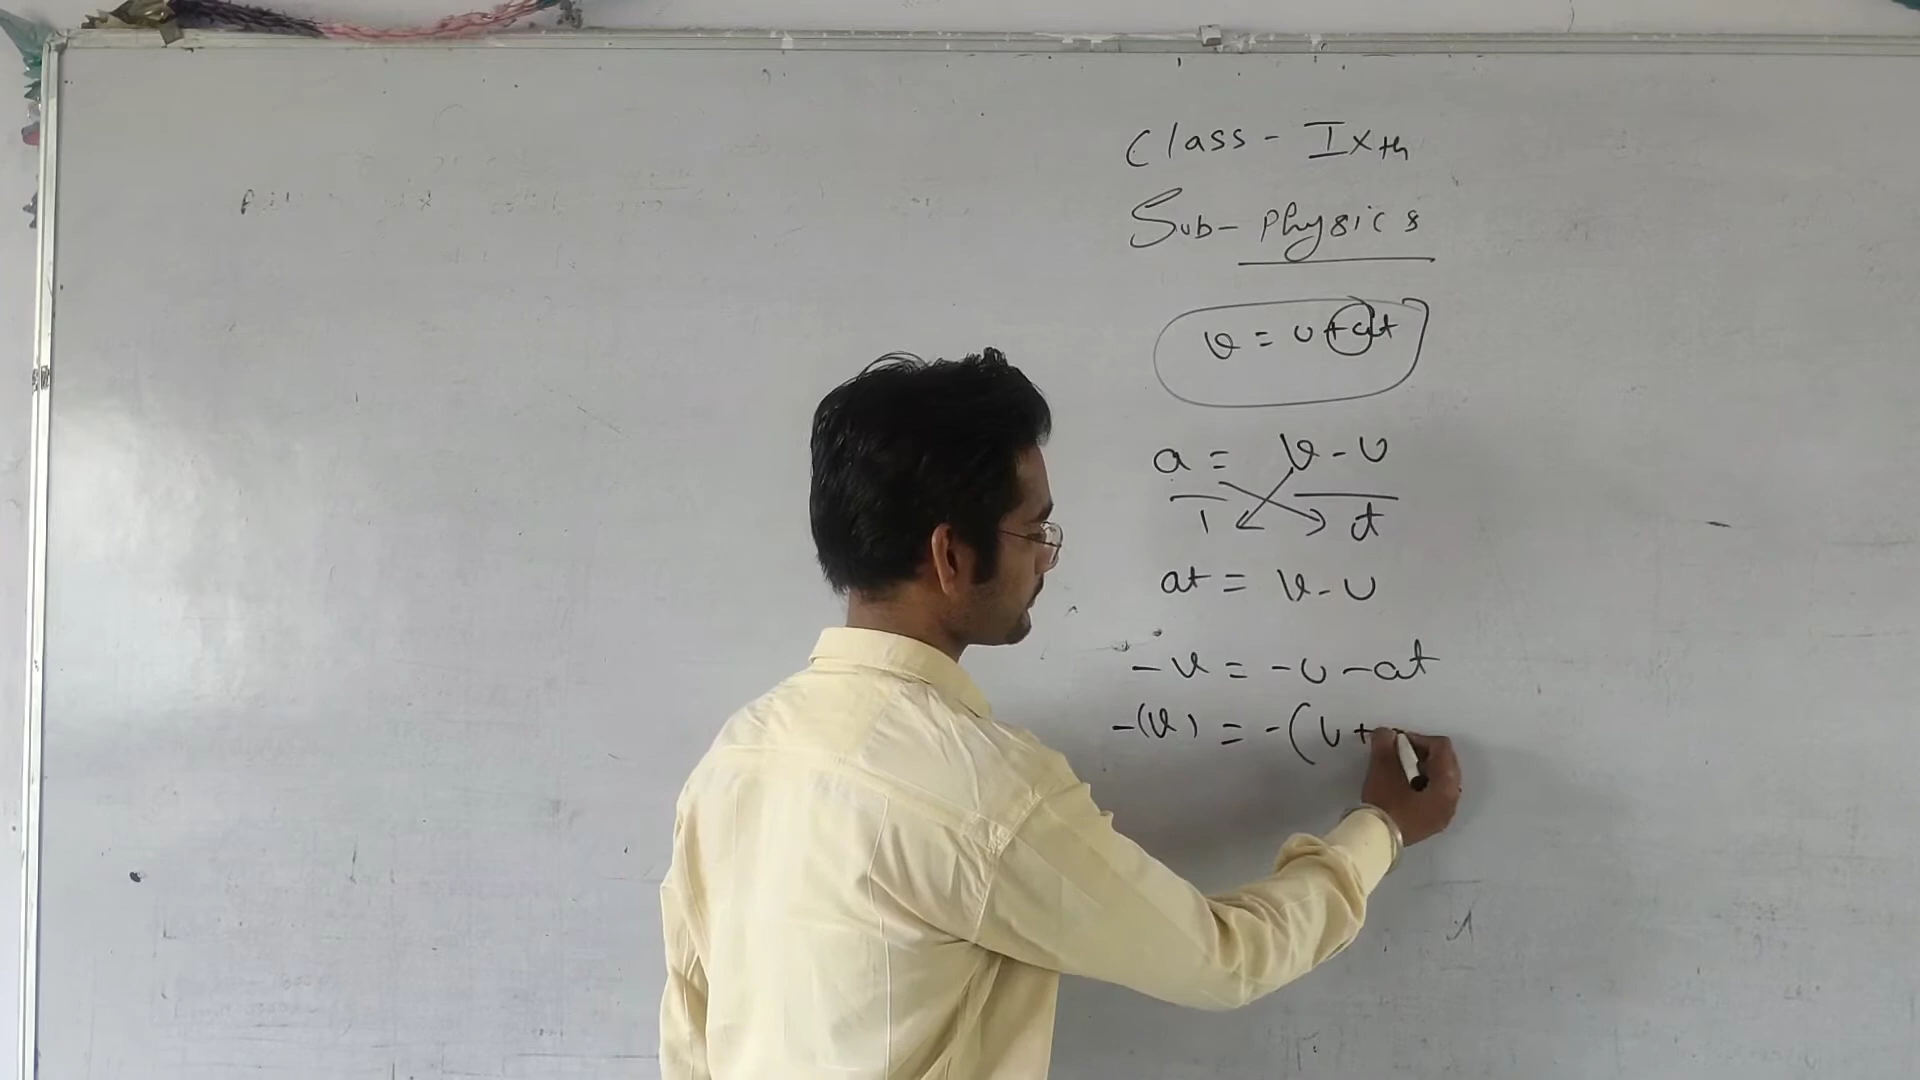 Class - IXth
Sub- Physics
v = u + at
a = v - u
1 t
at = v - u
- v = - u - at
-(v) = -(u +